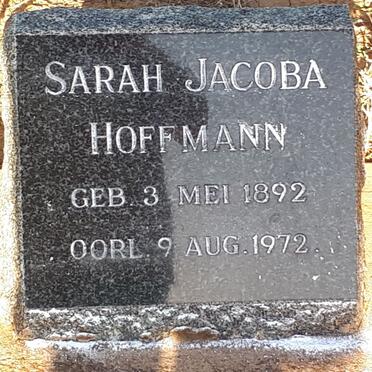 SARAH JACOBA
HOFFMANN
GEB. 3 MEI 1892
OORL. 9 AUG. 1972.